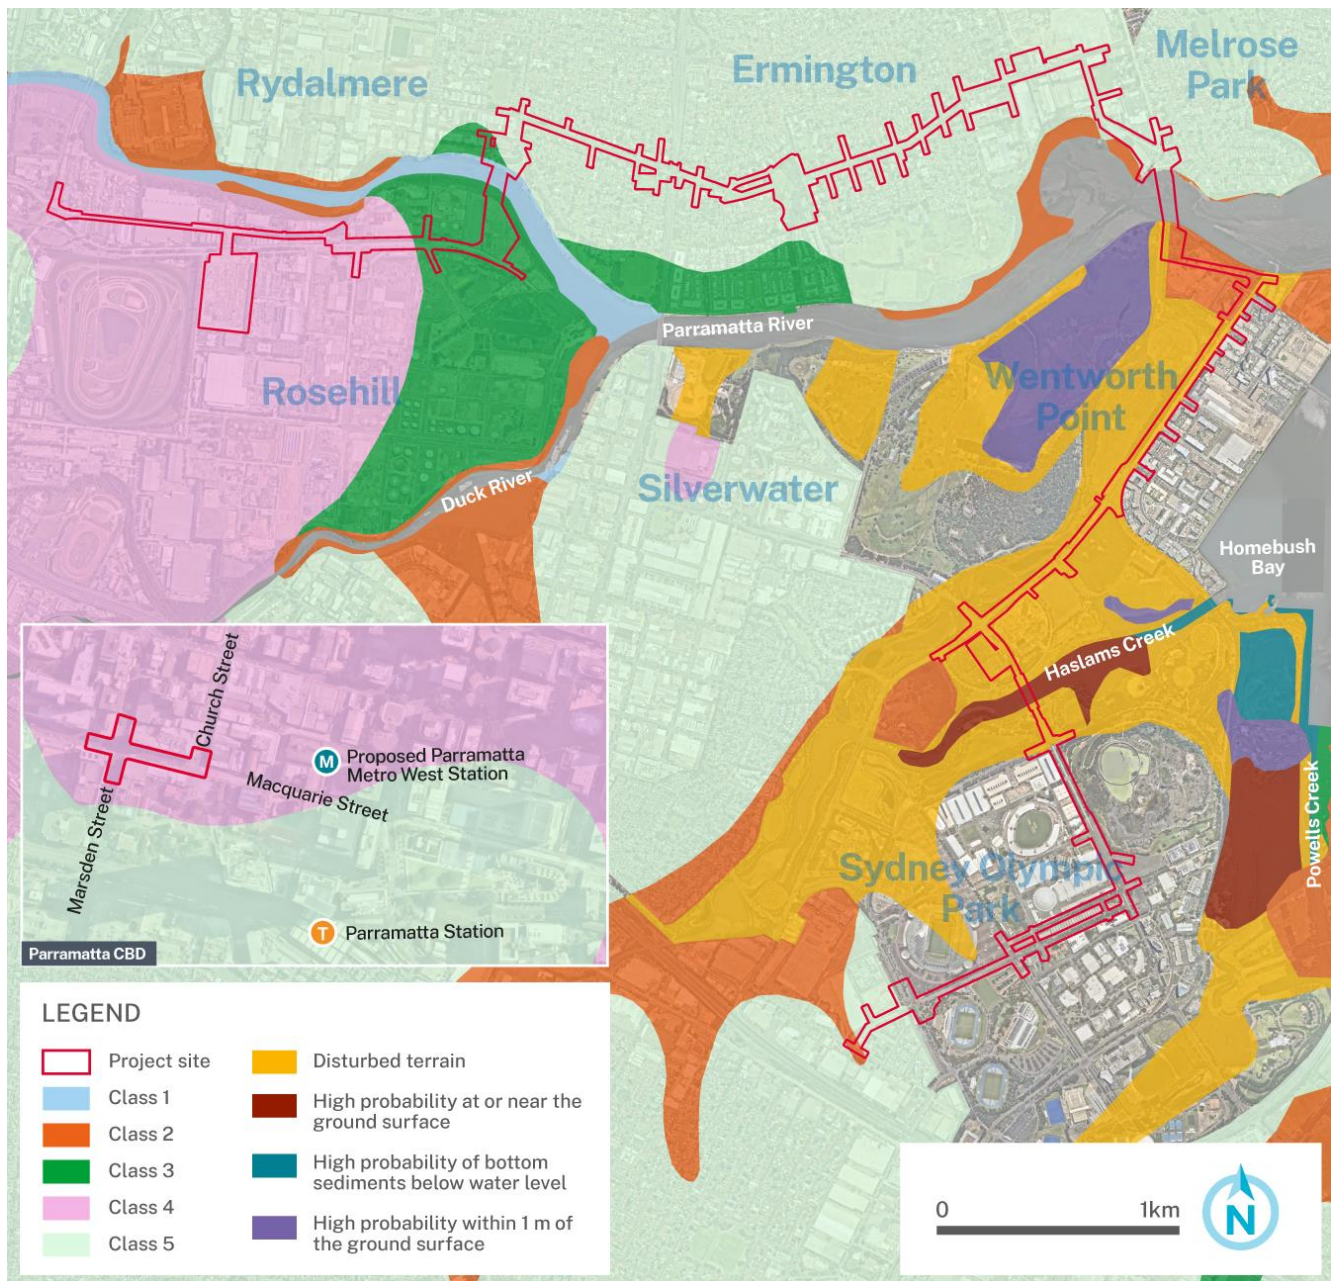 Rydalmere
Ermington
Melrose
Park
Rosehill
Parramatta River
Wentworth
Point
Duck River
Silverwater
Homebush
Bay
Haslams Creek
Powells Creek
Sydney Olympic
Park
Church Street
Marsden Street
Macquarie Street
M
Proposed Parramatta
Metro West Station
T
Parramatta Station
Parramatta CBD
LEGEND
Project site
Class 1
Class 2
Class 3
Class 4
Class 5
Disturbed terrain
High probability at or near the
ground surface
High probability of bottom
sediments below water level
High probability within 1 m of
the ground surface
0
1km
N